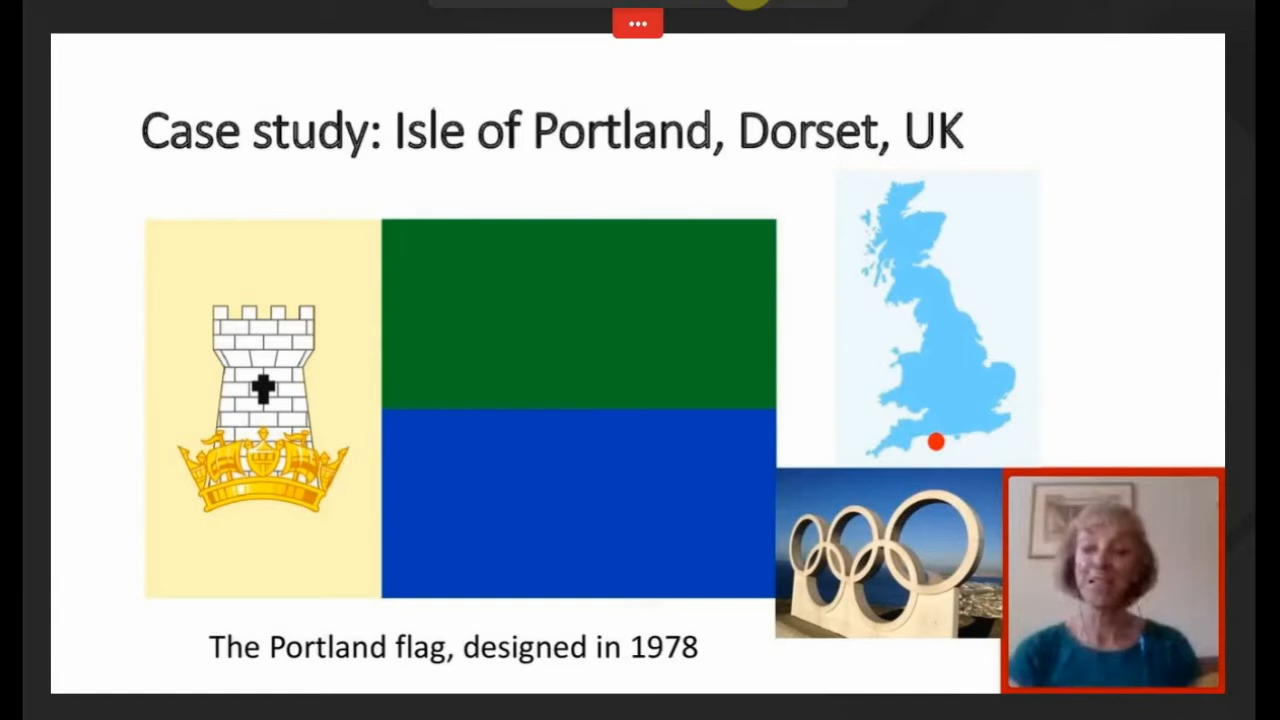 Case study: Isle of Portland, Dorset, UK
The Portland flag, designed in 1978